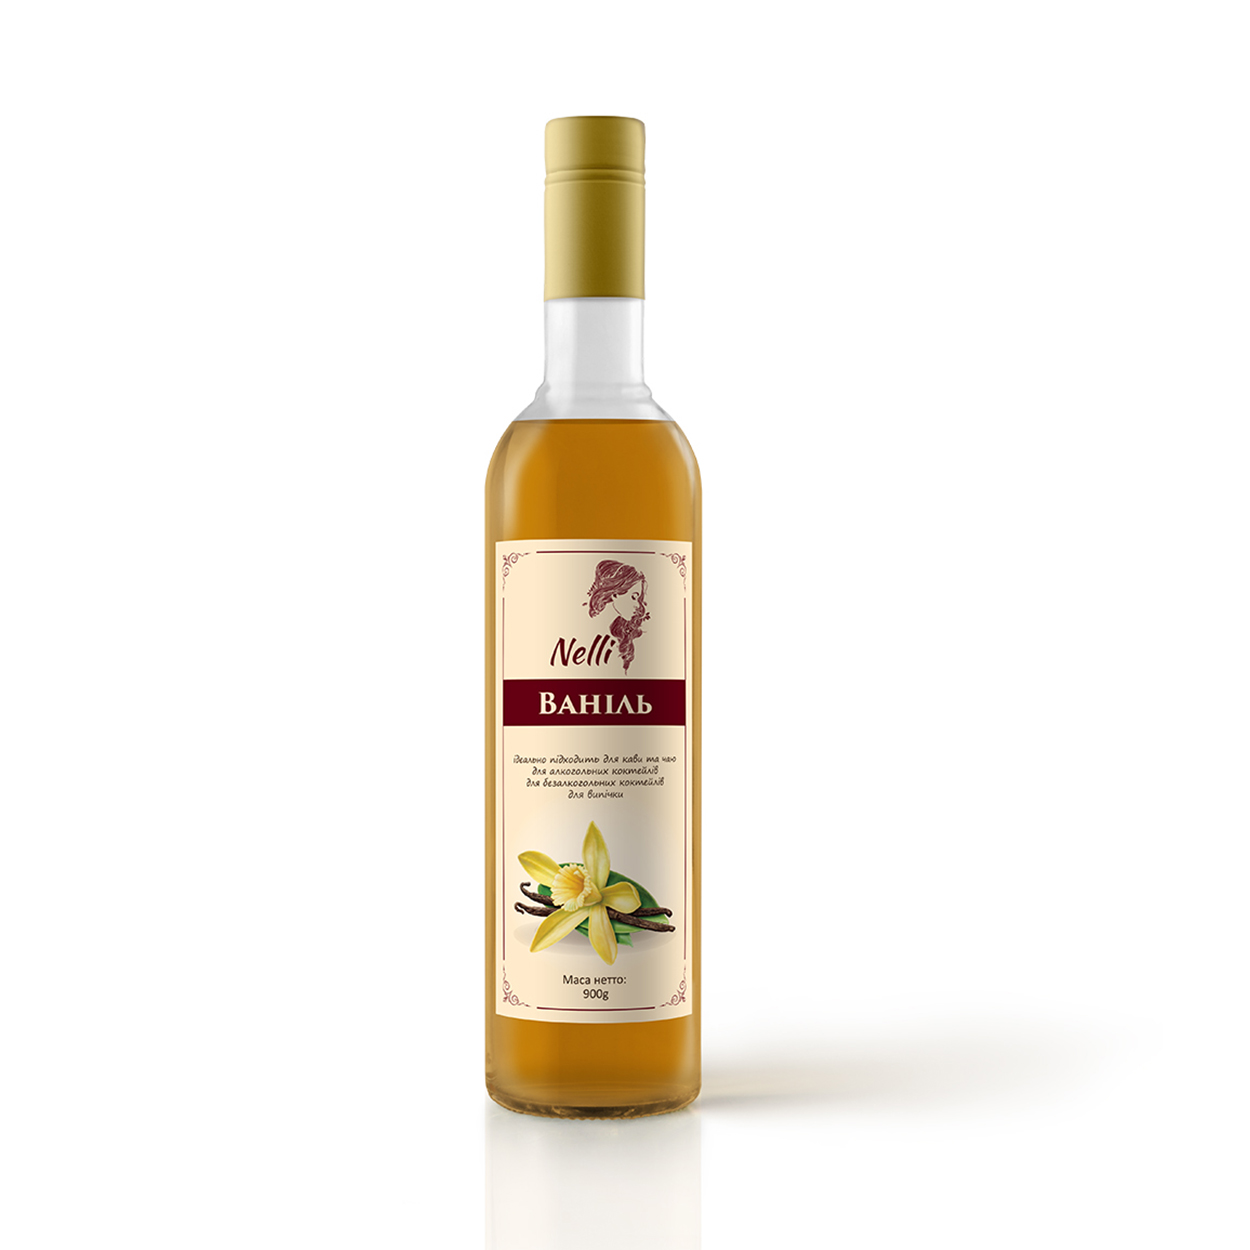 Nelli
Ваніль
ідеально підходить для кави та чаю
для алкогольних коктейлів
для безалкогольних коктейлів
для випічки
Маса нетто:
900g